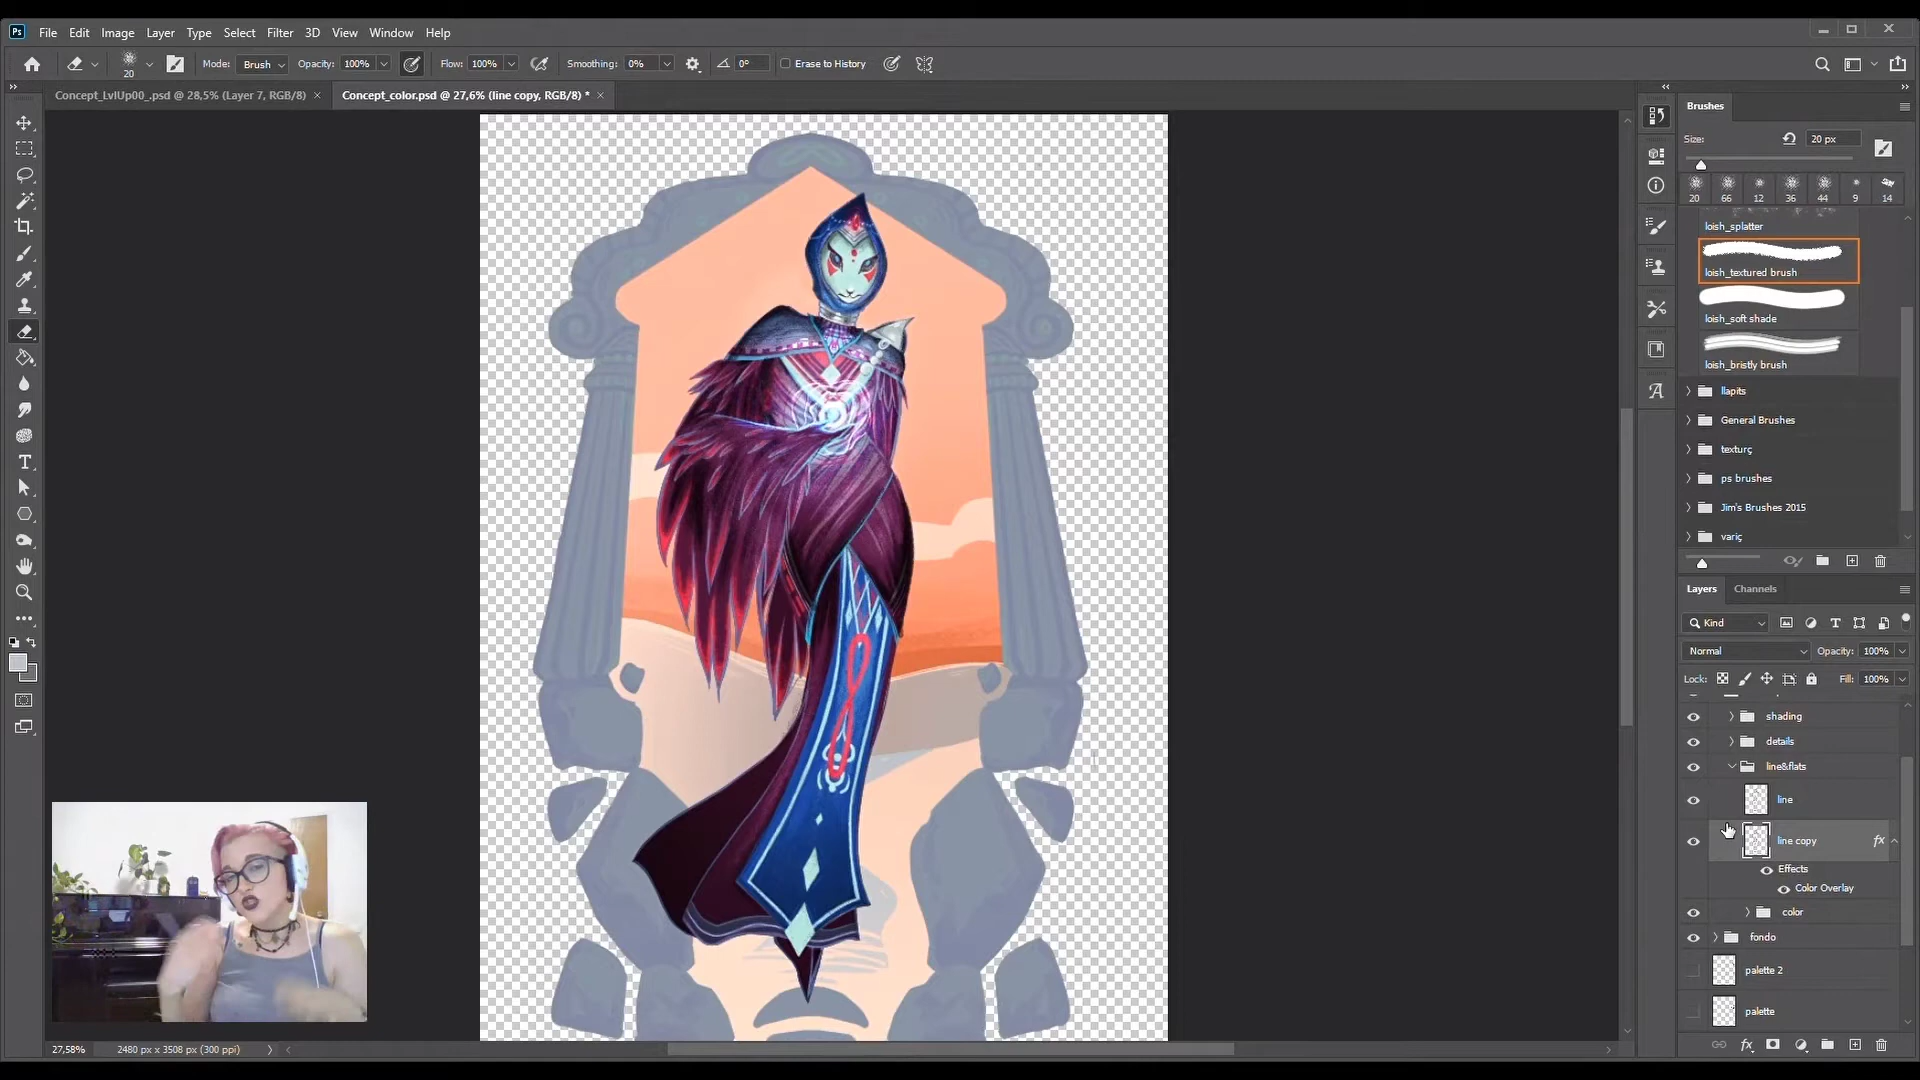 Ps File Edit Image Layer Type Select Filter 3D View Window Help
20 Mode: Brush Opacity: 100% Flow: 100% Smoothing: 0% 0° Erase to History
Concept_LvlUp00_.psd @ 28,5% (Layer 7, RGB/8) × Concept_color.psd @ 27,6% (line copy, RGB/8) * ×
Brushes
Size: 20 px
20 66 12 36 44 9 14
loish_splatter
loish_textured brush
loish_soft shade
loish_bristly brush
llapits
General Brushes
texturç
ps brushes
Jim's Brushes 2015
variç
Layers Channels
Kind
Normal Opacity: 100%
Lock: Fill: 100%
shading
details
line&flats
line
line copy fx
Effects
Color Overlay
color
fondo
palette 2
palette
27,58% 2480 px x 3508 px (300 ppi)